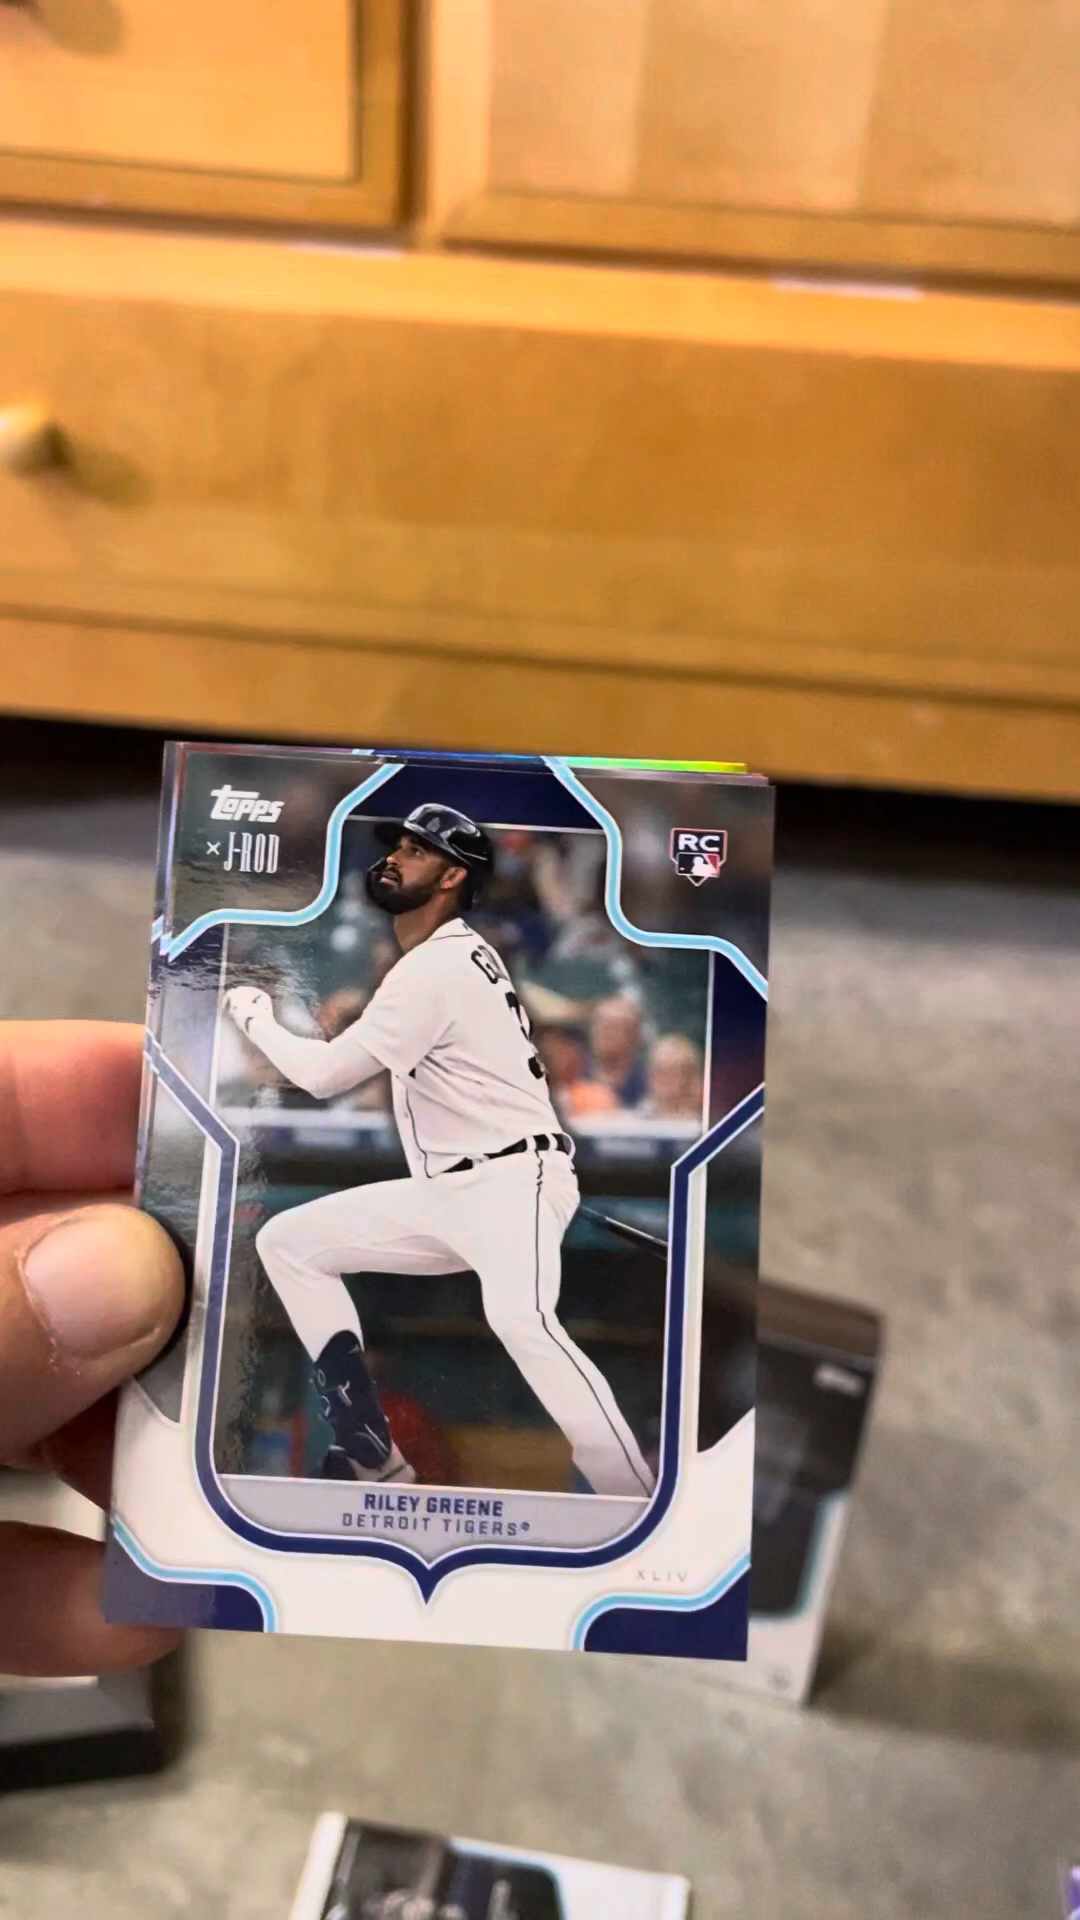 Topps
× J-ROD
RC
RILEY GREENE
DETROIT TIGERS®
XLIV